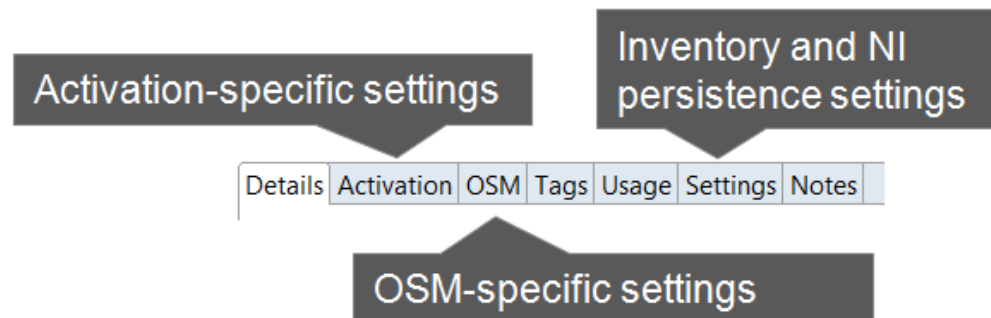 Inventory and NI
persistence settings
Activation-specific settings
Details Activation OSM Tags Usage Settings Notes
OSM-specific settings